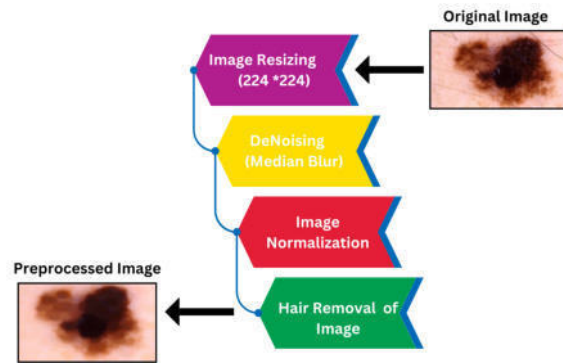 Original Image
Image Resizing
(224 *224)
DeNoising
(Median Blur)
Image
Normalization
Preprocessed Image
Hair Removal of
Image